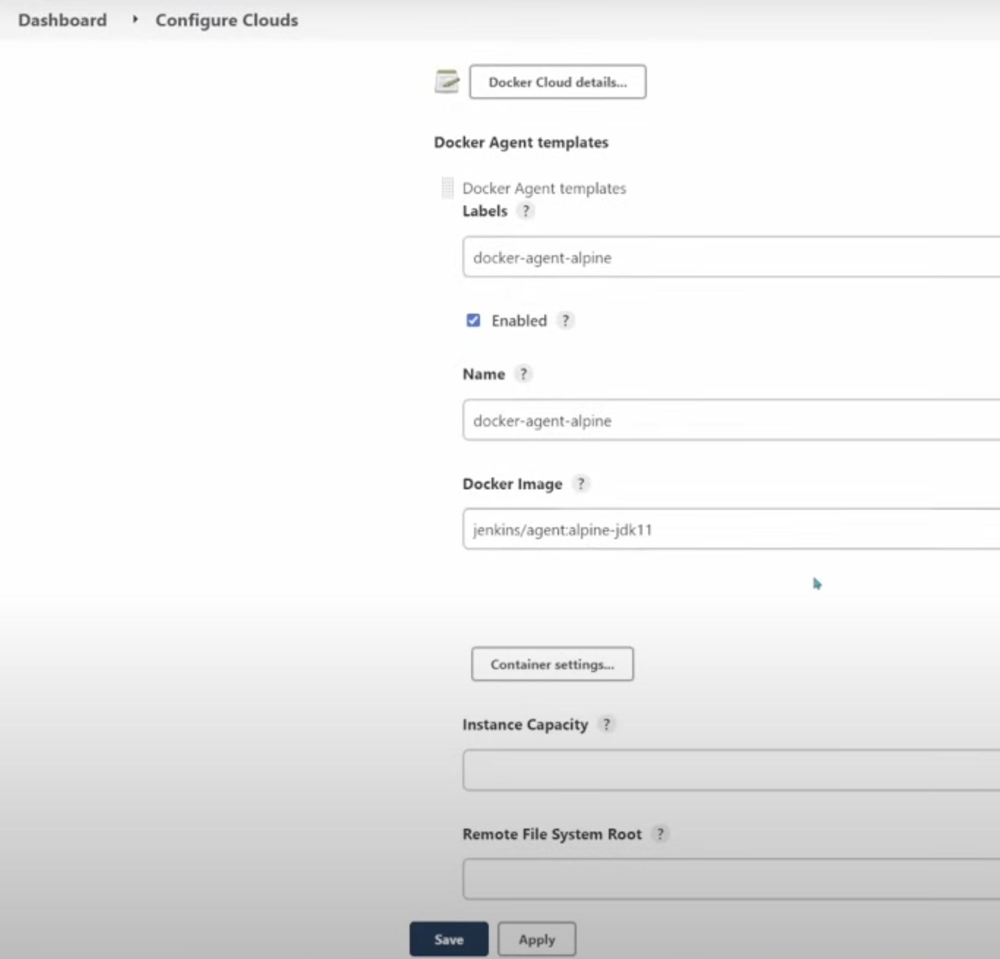 Dashboard ▸ Configure Clouds
Docker Cloud details...
Docker Agent templates
Docker Agent templates
Labels ?
docker-agent-alpine
Enabled ?
Name ?
docker-agent-alpine
Docker Image ?
jenkins/agent:alpine-jdk11
Container settings...
Instance Capacity ?
Remote File System Root ?
Save Apply